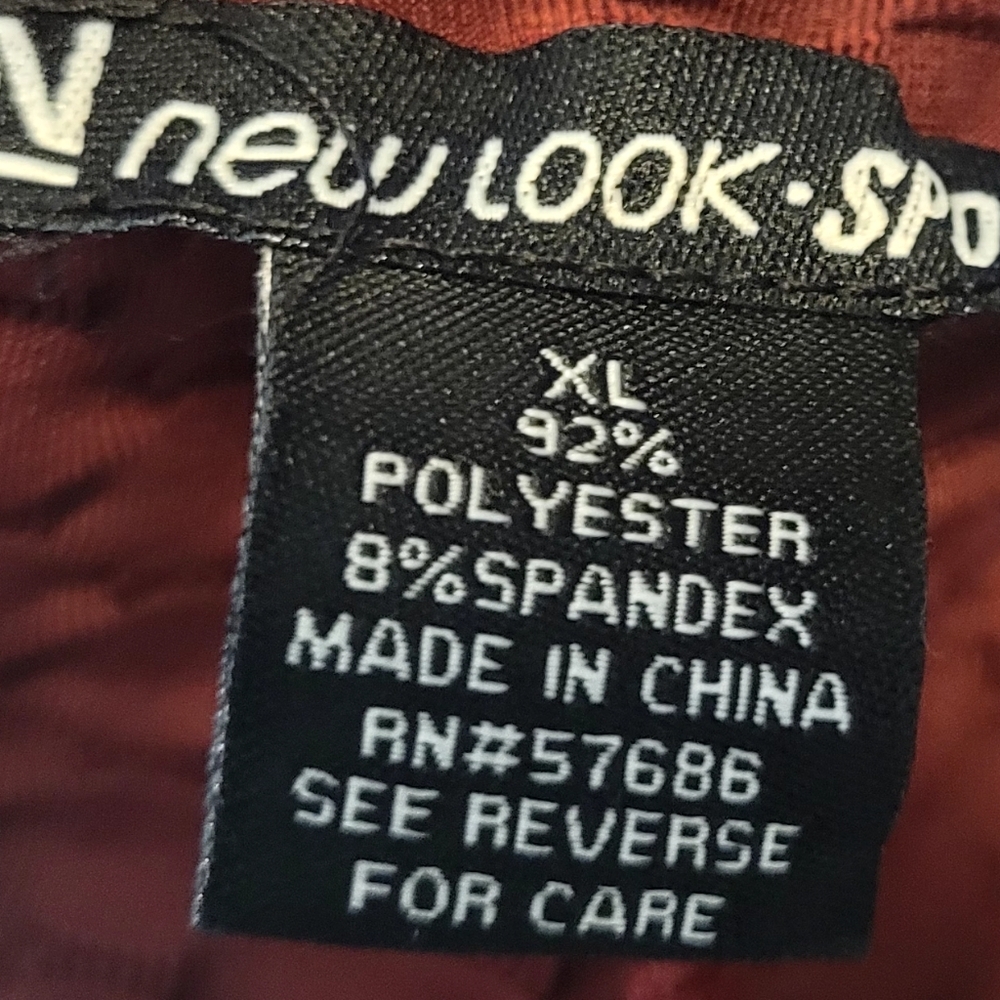 N new LOOK · SPO
XL
92%
POLYESTER
8%SPANDEX
MADE IN CHINA
RN#57686
SEE REVERSE
FOR CARE